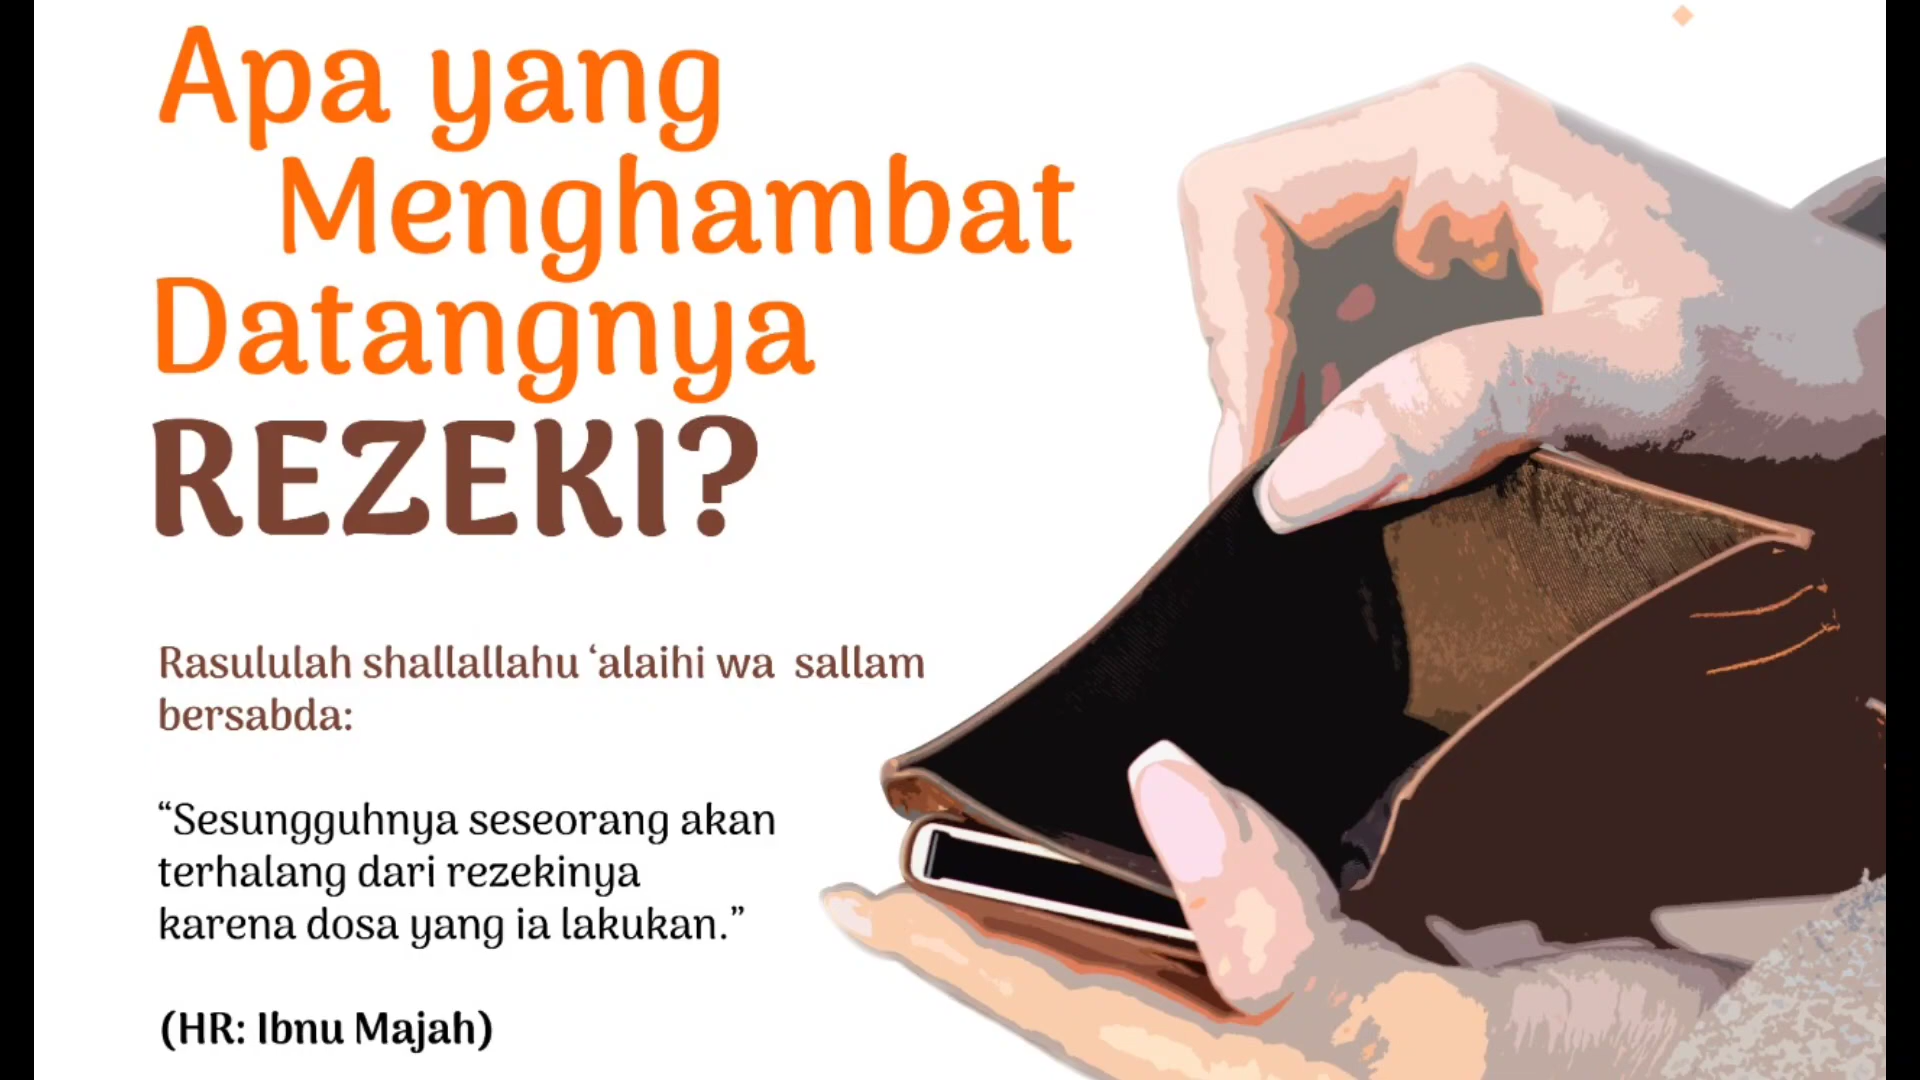 Apa yang
Menghambat
Datangnya
REZEKI?
Rasululah shallallahu ‘alaihi wa sallam
bersabda:
“Sesungguhnya seseorang akan
terhalang dari rezekinya
karena dosa yang ia lakukan.”
(HR: Ibnu Majah)